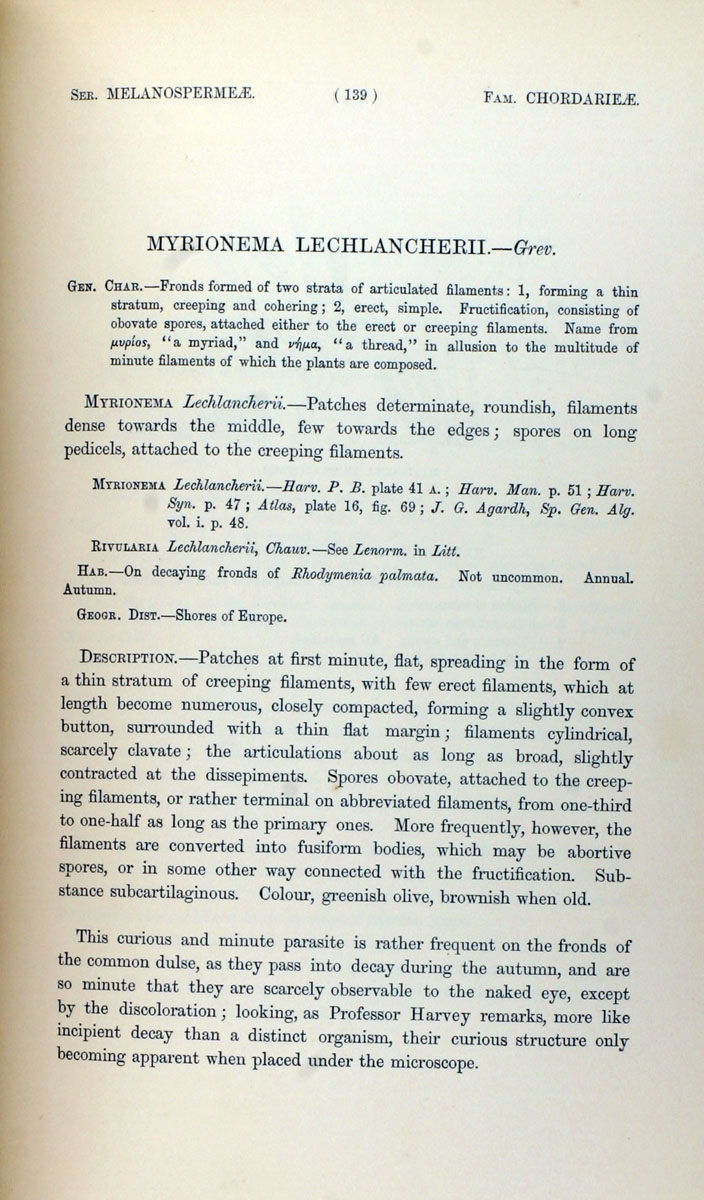 Ser. MELANOSPERMEÆ. ( 139 ) Fam. CHORDARIEÆ.
MYRIONEMA LECHLANCHERII.—Grev.
Gen. Char.—Fronds formed of two strata of articulated filaments: 1, forming a thin
stratum, creeping and cohering; 2, erect, simple. Fructification, consisting of
obovate spores, attached either to the erect or creeping filaments. Name from
μυρίος, "a myriad," and νήμα, "a thread," in allusion to the multitude of
minute filaments of which the plants are composed.
Myrionema Lechlancherii.—Patches determinate, roundish, filaments
dense towards the middle, few towards the edges; spores on long
pedicels, attached to the creeping filaments.
Myrionema Lechlancherii.—Harv. P. B. plate 41 A.; Harv. Man. p. 51; Harv.
Syn. p. 47; Atlas, plate 16, fig. 69; J. G. Agardh, Sp. Gen. Alg.
vol. i. p. 48.
Rivularia Lechlancherii, Chauv.—See Lenorm. in Litt.
Hab.—On decaying fronds of Rhodymenia palmata. Not uncommon. Annual.
Autumn.
Geogr. Dist.—Shores of Europe.
Description.—Patches at first minute, flat, spreading in the form of
a thin stratum of creeping filaments, with few erect filaments, which at
length become numerous, closely compacted, forming a slightly convex
button, surrounded with a thin flat margin; filaments cylindrical,
scarcely clavate; the articulations about as long as broad, slightly
contracted at the dissepiments. Spores obovate, attached to the creep-
ing filaments, or rather terminal on abbreviated filaments, from one-third
to one-half as long as the primary ones. More frequently, however, the
filaments are converted into fusiform bodies, which may be abortive
spores, or in some other way connected with the fructification. Sub-
stance subcartilaginous. Colour, greenish olive, brownish when old.
This curious and minute parasite is rather frequent on the fronds of
the common dulse, as they pass into decay during the autumn, and are
so minute that they are scarcely observable to the naked eye, except
by the discoloration; looking, as Professor Harvey remarks, more like
incipient decay than a distinct organism, their curious structure only
becoming apparent when placed under the microscope.